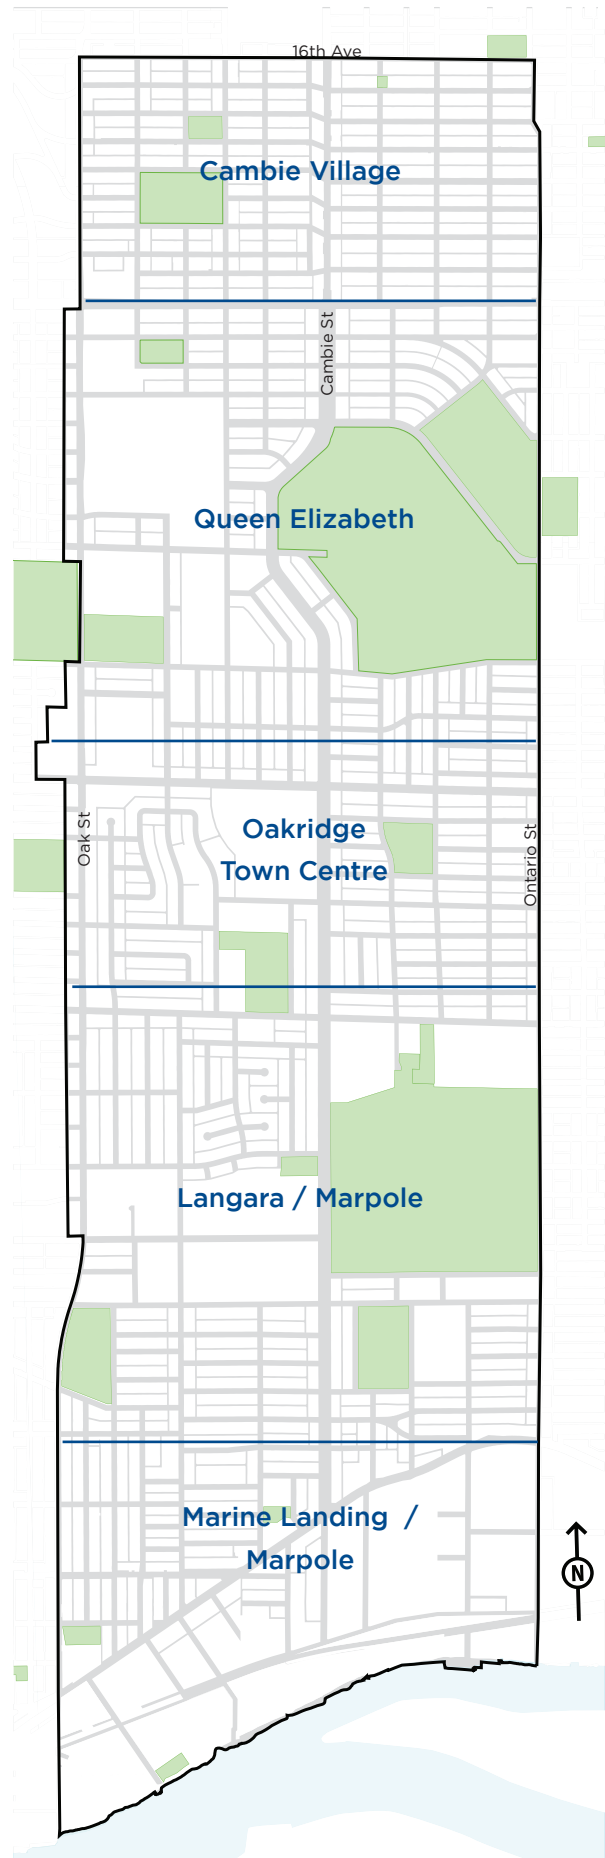 16th Ave
Cambie Village
Cambie St
Queen Elizabeth
Oak St
Oakridge
Town Centre
Ontario St
Langara / Marpole
Marine Landing /
Marpole
N